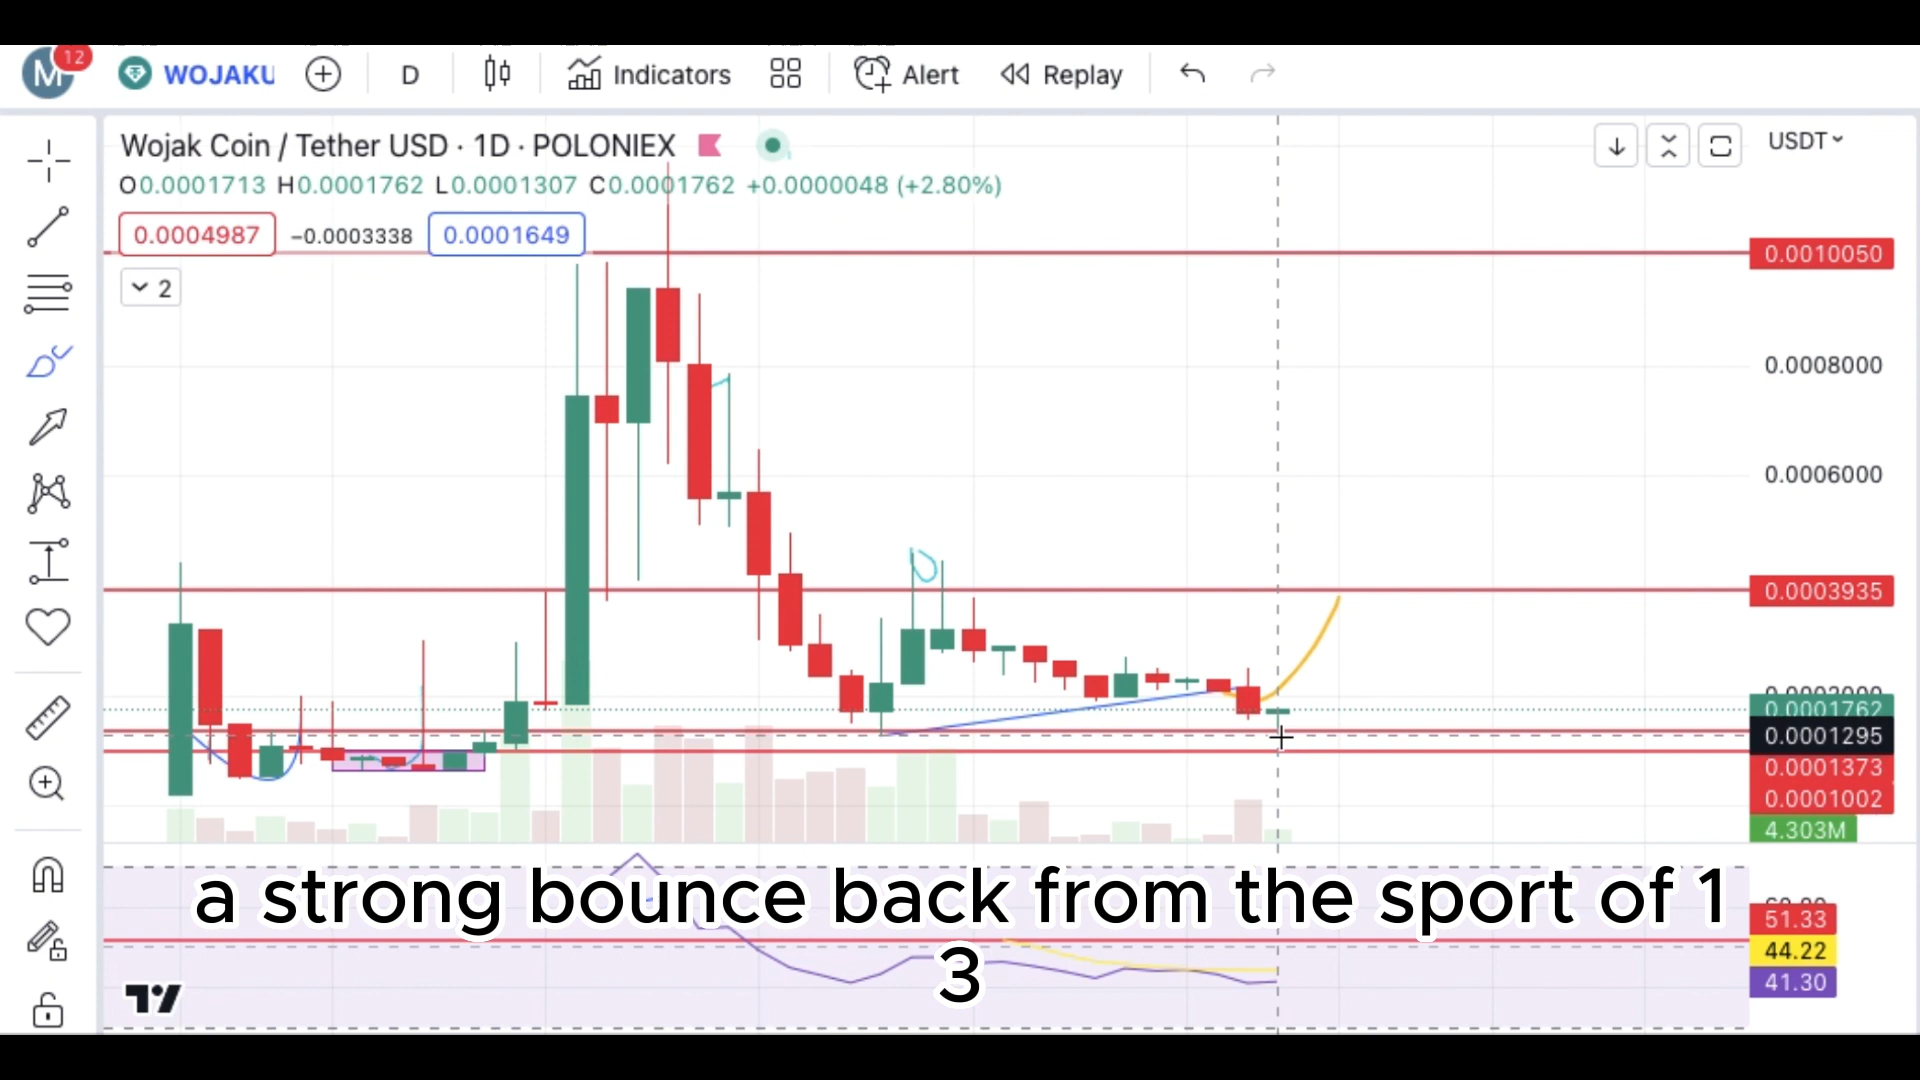 M 12 WOJAKU D Indicators Alert Replay
Wojak Coin / Tether USD · 1D · POLONIEX
USDT
O0.0001713 H0.0001762 L0.0001307 C0.0001762 +0.0000048 (+2.80%)
0.0004987 −0.0003338 0.0001649
0.0010050
2
0.0008000
0.0006000
0.0003935
0.0001762
0.0001295
0.0001373
0.0001002
4.303M
a strong bounce back from the sport of 1
3
51.33
44.22
41.30